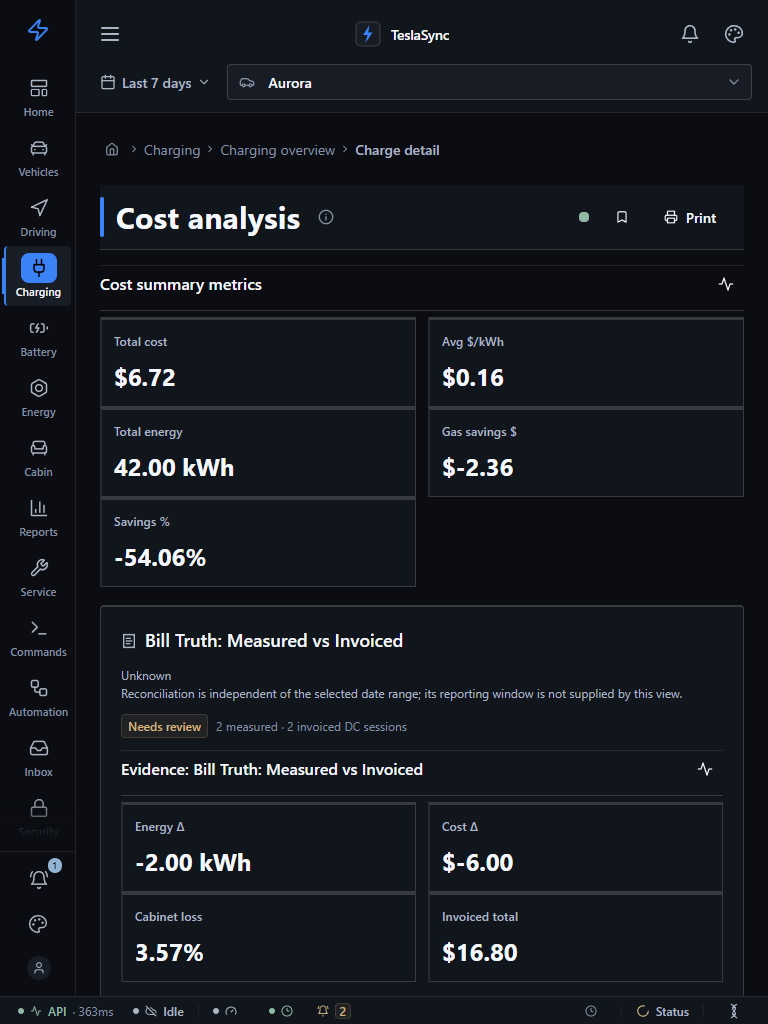 TeslaSync
Last 7 days
Aurora
Home
Vehicles
Driving
Charging
Battery
Energy
Cabin
Reports
Service
Commands
Automation
Inbox
Security
1
Charging
Charging overview
Charge detail
Cost analysis
Print
Cost summary metrics
Total cost
$6.72
Avg $/kWh
$0.16
Total energy
42.00 kWh
Gas savings $
$-2.36
Savings %
-54.06%
Bill Truth: Measured vs Invoiced
Unknown
Reconciliation is independent of the selected date range; its reporting window is not supplied by this view.
Needs review 2 measured · 2 invoiced DC sessions
Evidence: Bill Truth: Measured vs Invoiced
Energy Δ
-2.00 kWh
Cost Δ
$-6.00
Cabinet loss
3.57%
Invoiced total
$16.80
API · 363ms
Idle
2
Status